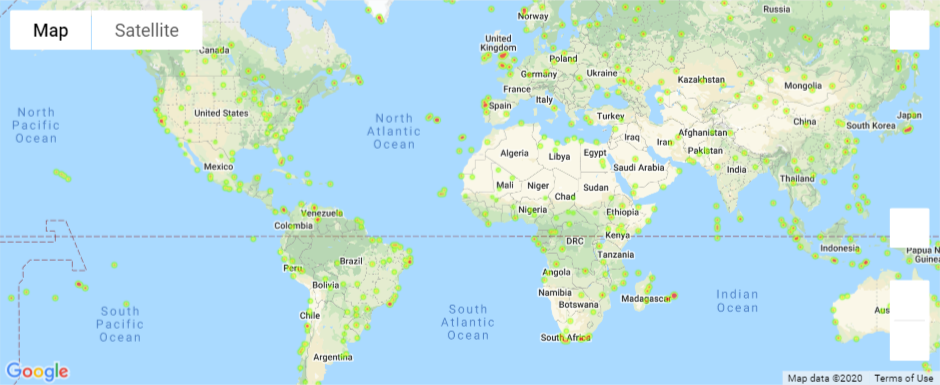 Map
Satellite
Norway
Russia
Canada
United
Kingdom
Poland
Germany
Ukraine
Kazakhstan
Mongolia
France
North
Pacific
Ocean
United States
North
Atlantic
Ocean
Spain
Italy
Turkey
China
Japan
South Korea
Iraq
Iran
Afghanistan
Pakistan
Algeria
Libya
Egypt
Saudi Arabia
India
Thailand
Mexico
Mali
Niger
Chad
Sudan
Venezuela
Colombia
Nigeria
Ethiopia
Kenya
DRC
Tanzania
Indonesia
Papua N
Guine
Peru
Brazil
Bolivia
Angola
Namibia
Botswana
Madagascar
Indian
Ocean
South
Pacific
Ocean
South
Atlantic
Ocean
Chile
Aus
South Africa
Argentina
Google
Map data ©2020
Terms of Use